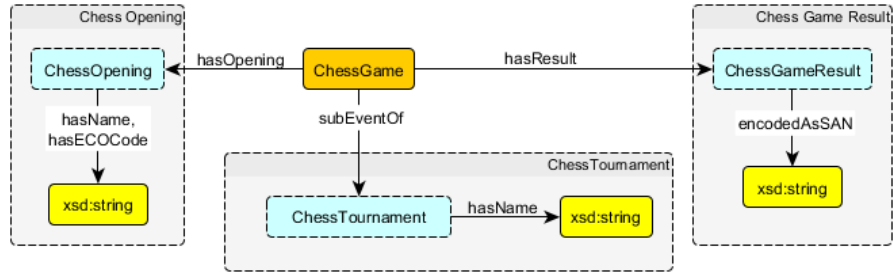 Chess Opening
Chess Game Result
ChessOpening
hasOpening
ChessGame
hasResult
ChessGameResult
hasName,
hasECOCode
subEventOf
encodedAsSAN
ChessTournament
xsd:string
ChessTournament
hasName
xsd:string
xsd:string